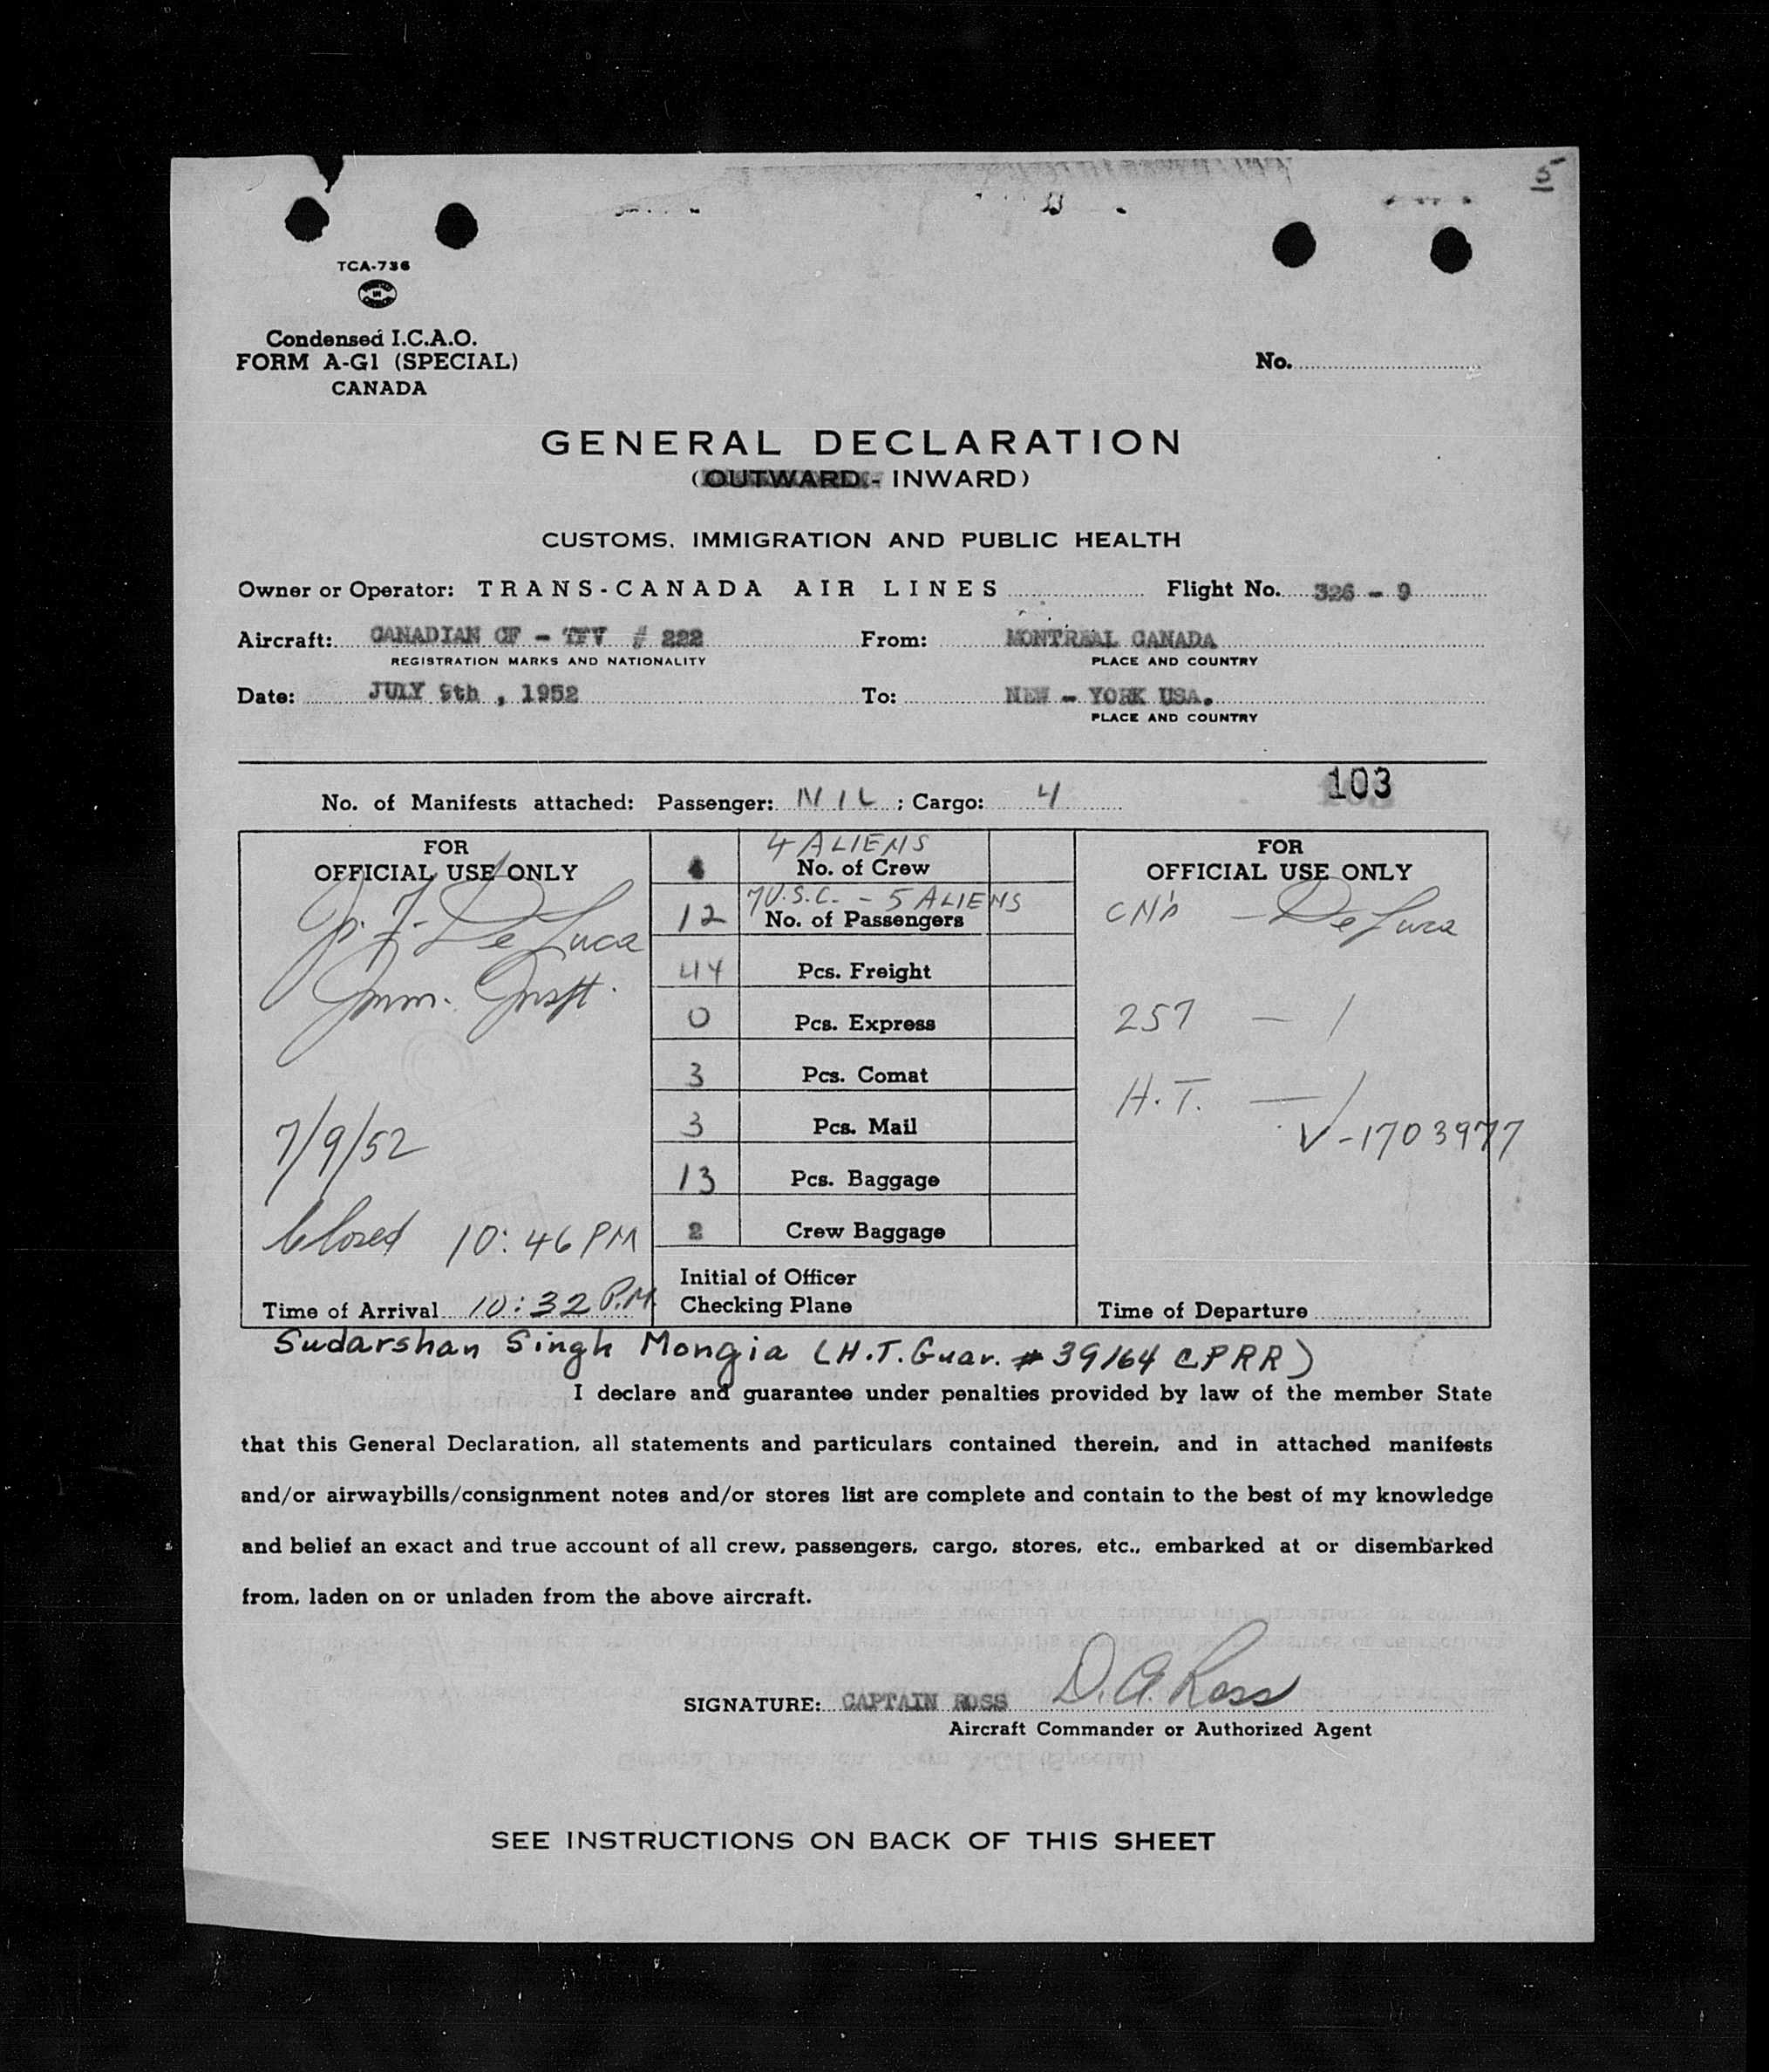 5
TCA-736
Condensed I.C.A.O.
FORM A-G1 (SPECIAL)
CANADA
No.
GENERAL DECLARATION
(OUTWARD - INWARD)
CUSTOMS, IMMIGRATION AND PUBLIC HEALTH
Owner or Operator: TRANS-CANADA AIR LINES Flight No. 326 - 9
Aircraft: CANADIAN CF - TFV # 222 From: MONTREAL CANADA
REGISTRATION MARKS AND NATIONALITY PLACE AND COUNTRY
Date: JULY 9th , 1952 To: NEW - YORK USA.
PLACE AND COUNTRY
103
No. of Manifests attached: Passenger: NIL ; Cargo: 4
FOR
OFFICIAL USE ONLY
De Luca
Imm. Inspt.
7/9/52
Closed 10:46 PM
Time of Arrival 10:32 P.M.
4 ALIENS
4 No. of Crew
7 U.S.C. - 5 ALIENS
12 No. of Passengers
44 Pcs. Freight
0 Pcs. Express
3 Pcs. Comat
3 Pcs. Mail
13 Pcs. Baggage
2 Crew Baggage
Initial of Officer
Checking Plane
FOR
OFFICIAL USE ONLY
CN's - De Luca
257 - 1
H.T. - 1
V-1703977
Time of Departure
Sudarshan Singh Mongia (H.T. Guar. # 39164 CPRR)
I declare and guarantee under penalties provided by law of the member State
that this General Declaration, all statements and particulars contained therein, and in attached manifests
and/or airwaybills/consignment notes and/or stores list are complete and contain to the best of my knowledge
and belief an exact and true account of all crew, passengers, cargo, stores, etc., embarked at or disembarked
from, laden on or unladen from the above aircraft.
SIGNATURE: CAPTAIN ROSS D.A. Ross
Aircraft Commander or Authorized Agent
SEE INSTRUCTIONS ON BACK OF THIS SHEET